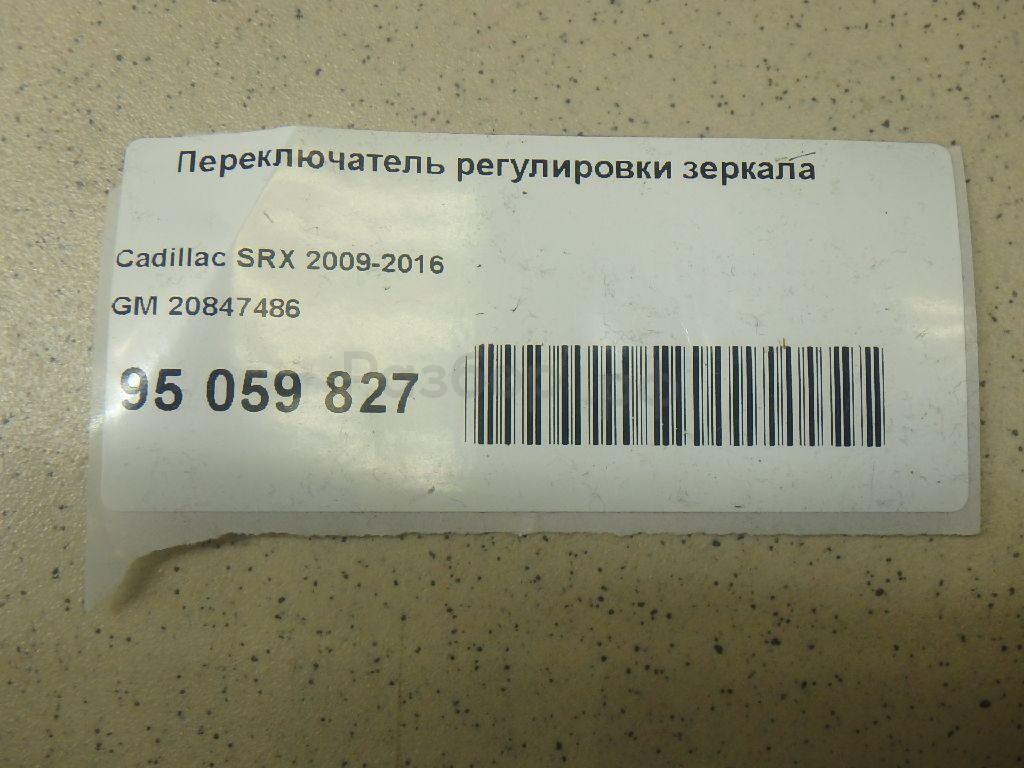 Переключатель регулировки зеркала
Cadillac SRX 2009-2016
GM 20847486
95 059 827